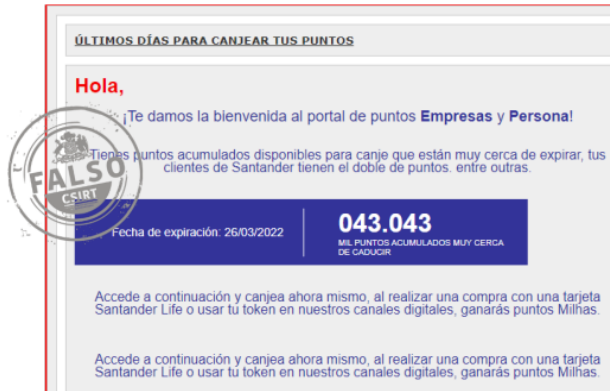 ÚLTIMOS DÍAS PARA CANJEAR TUS PUNTOS
Hola,
¡Te damos la bienvenida al portal de puntos Empresas y Persona!
Tienes puntos acumulados disponibles para canje que están muy cerca de expirar, tus
clientes de Santander tienen el doble de puntos. entre outras.
FALSO
CSIRT
Fecha de expiración: 26/03/2022
043.043
MIL PUNTOS ACUMULADOS MUY CERCA
DE CADUCIR
Accede a continuación y canjea ahora mismo, al realizar una compra con una tarjeta
Santander Life o usar tu token en nuestros canales digitales, ganarás puntos Milhas.
Accede a continuación y canjea ahora mismo, al realizar una compra con una tarjeta
Santander Life o usar tu token en nuestros canales digitales, ganarás puntos Milhas.